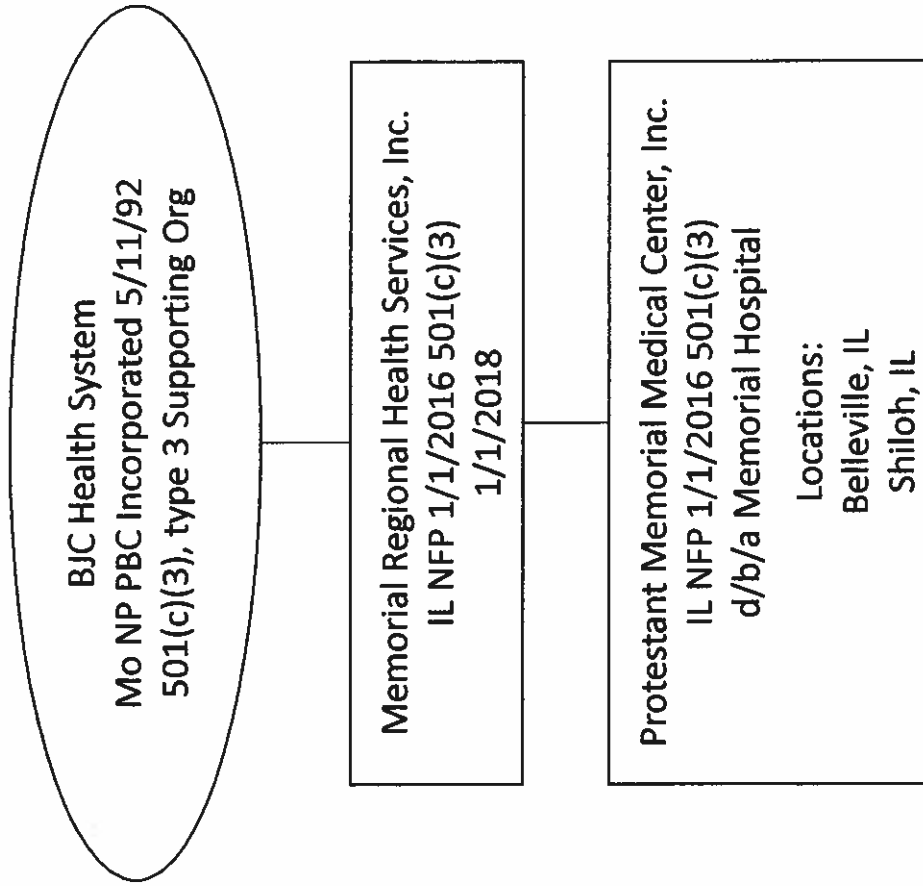 BJC Health System
Mo NP PBC Incorporated 5/11/92
501(c)(3), type 3 Supporting Org
Memorial Regional Health Services, Inc.
IL NFP 1/1/2016 501(c)(3)
1/1/2018
Protestant Memorial Medical Center, Inc.
IL NFP 1/1/2016 501(c)(3)
d/b/a Memorial Hospital
Locations:
Belleville, IL
Shiloh, IL